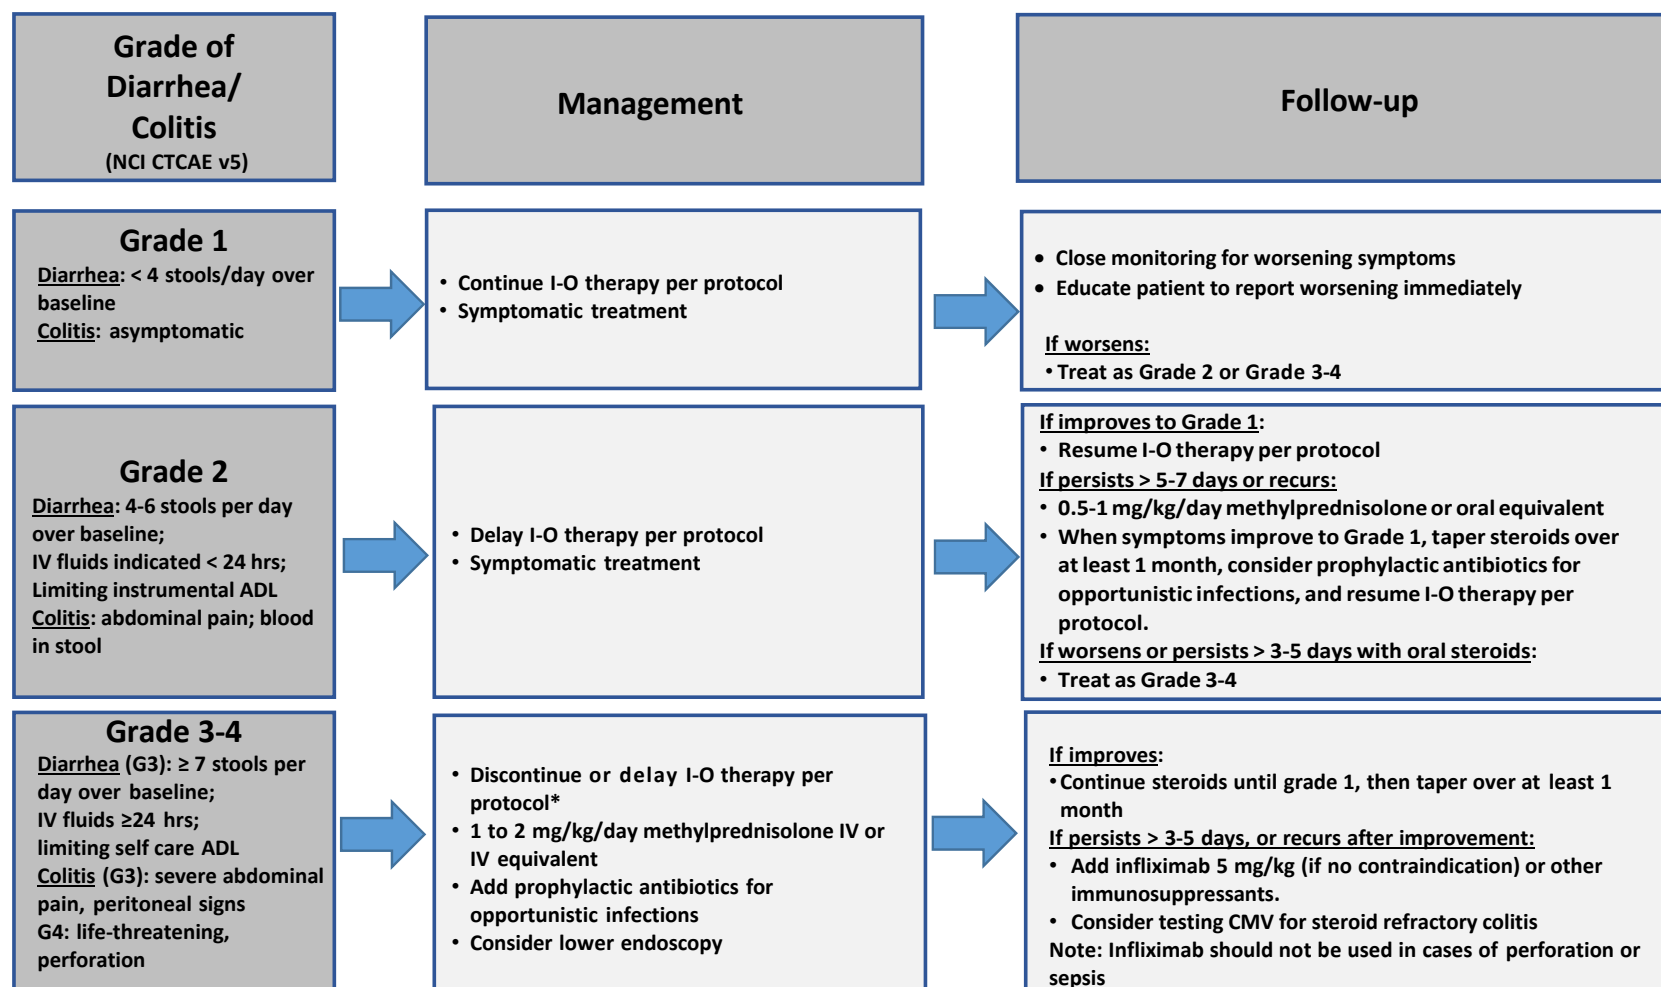 Grade of
Diarrhea/
Colitis
(NCI CTCAE v5)
Management
Follow-up
Grade 1
Diarrhea: < 4 stools/day over
baseline
Colitis: asymptomatic
• Continue I-O therapy per protocol
• Symptomatic treatment
• Close monitoring for worsening symptoms
• Educate patient to report worsening immediately
If worsens:
• Treat as Grade 2 or Grade 3-4
Grade 2
Diarrhea: 4-6 stools per day
over baseline;
IV fluids indicated < 24 hrs;
Limiting instrumental ADL
Colitis: abdominal pain; blood
in stool
• Delay I-O therapy per protocol
• Symptomatic treatment
If improves to Grade 1:
• Resume I-O therapy per protocol
If persists > 5-7 days or recurs:
• 0.5-1 mg/kg/day methylprednisolone or oral equivalent
• When symptoms improve to Grade 1, taper steroids over
at least 1 month, consider prophylactic antibiotics for
opportunistic infections, and resume I-O therapy per
protocol.
If worsens or persists > 3-5 days with oral steroids:
• Treat as Grade 3-4
Grade 3-4
Diarrhea (G3): ≥ 7 stools per
day over baseline;
IV fluids ≥24 hrs;
limiting self care ADL
Colitis (G3): severe abdominal
pain, peritoneal signs
G4: life-threatening,
perforation
• Discontinue or delay I-O therapy per
protocol*
• 1 to 2 mg/kg/day methylprednisolone IV or
IV equivalent
• Add prophylactic antibiotics for
opportunistic infections
• Consider lower endoscopy
If improves:
• Continue steroids until grade 1, then taper over at least 1
month
If persists > 3-5 days, or recurs after improvement:
• Add infliximab 5 mg/kg (if no contraindication) or other
immunosuppressants.
• Consider testing CMV for steroid refractory colitis
Note: Infliximab should not be used in cases of perforation or
sepsis